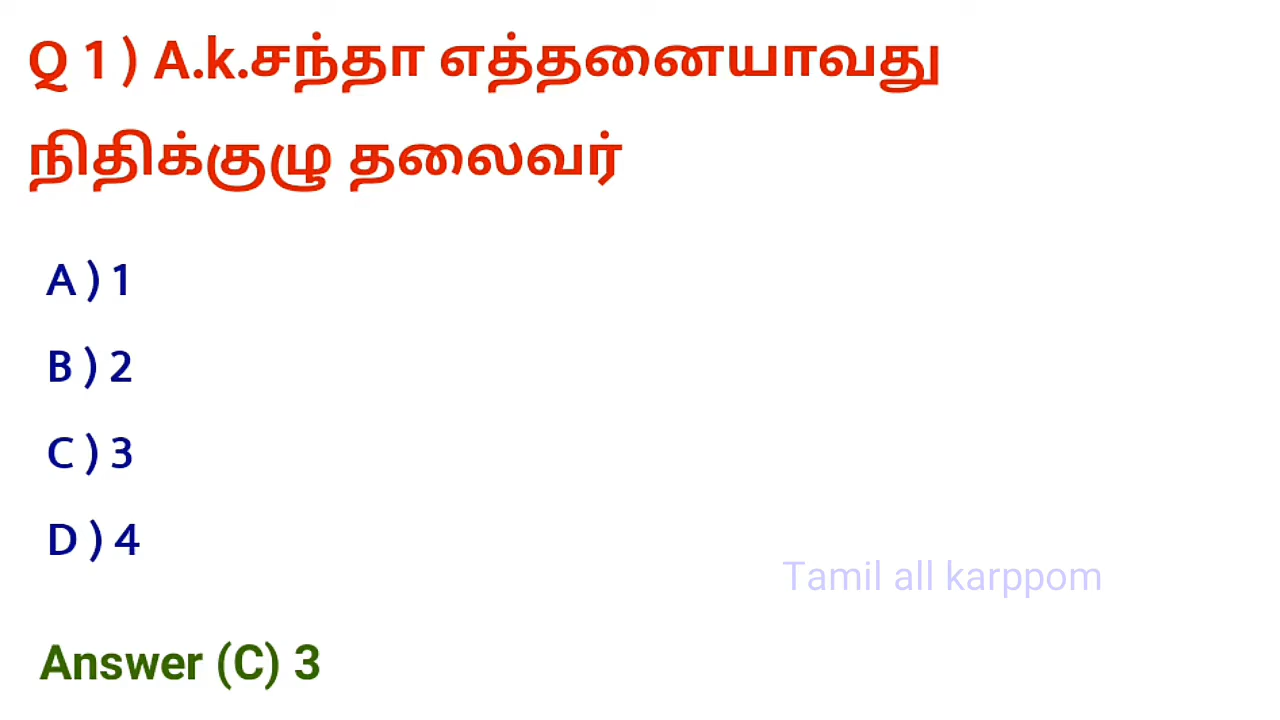 Q 1 ) A.k.சந்தா எத்தனையாவது
நிதிக்குழு தலைவர்
A ) 1
B ) 2
C ) 3
D ) 4
Tamil all karppom
Answer (C) 3